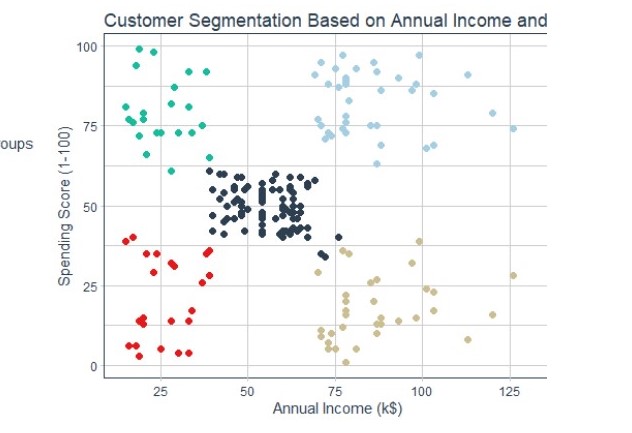 Customer Segmentation Based on Annual Income and
oups
Spending Score (1-100)
100
75
50
25
0
25 50 75 100 125
Annual Income (k$)